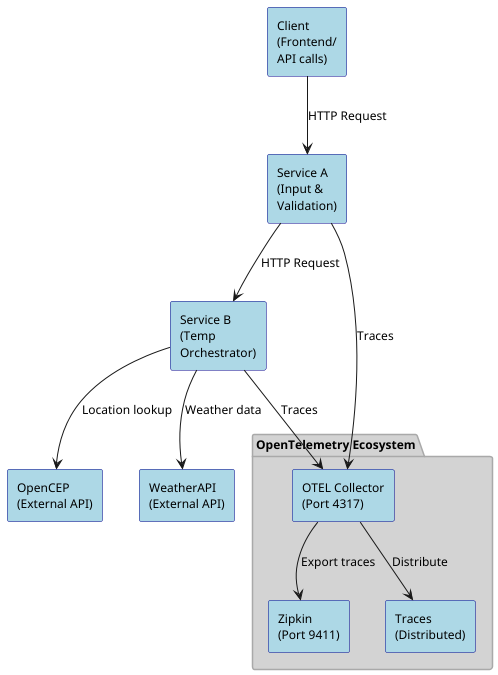 Client
(Frontend/
API calls)
HTTP Request
Service A
(Input &
Validation)
HTTP Request
Service B
(Temp
Orchestrator)
Traces
Location lookup
Weather data
Traces
OpenTelemetry Ecosystem
OpenCEP
(External API)
WeatherAPI
(External API)
OTEL Collector
(Port 4317)
Export traces
Distribute
Zipkin
(Port 9411)
Traces
(Distributed)